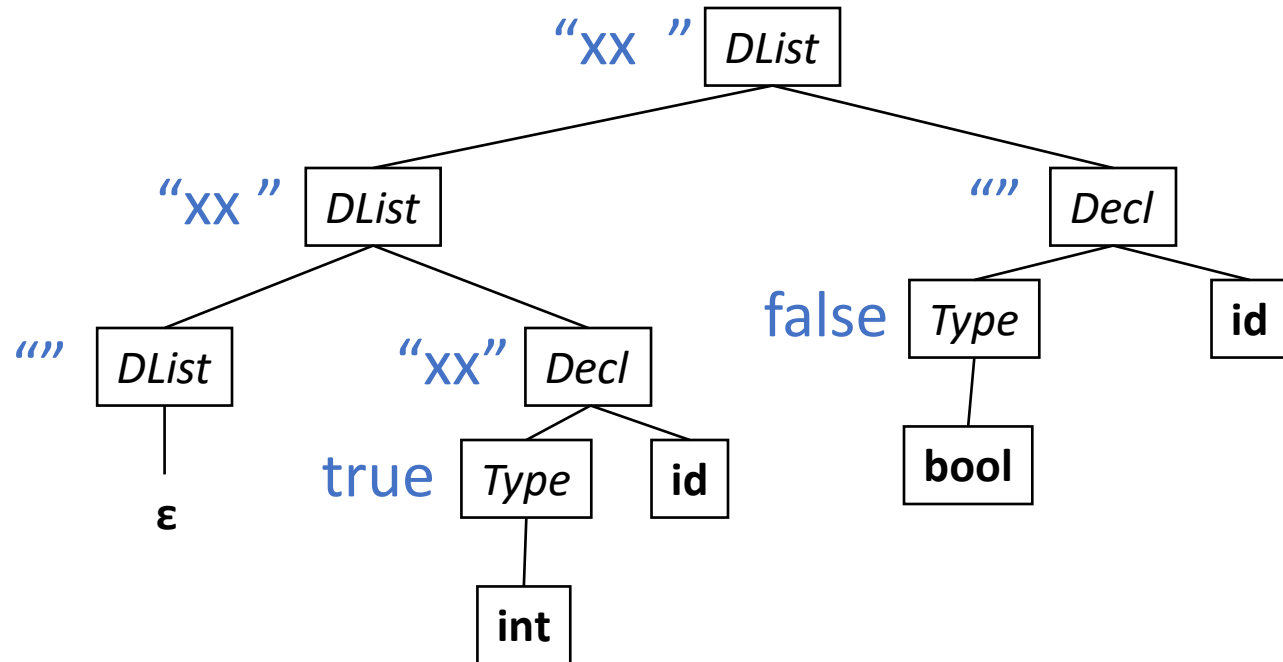 “xx ” DList
“xx ” DList “” Decl
“” DList “xx” Decl false Type id
true Type id bool
ε
int